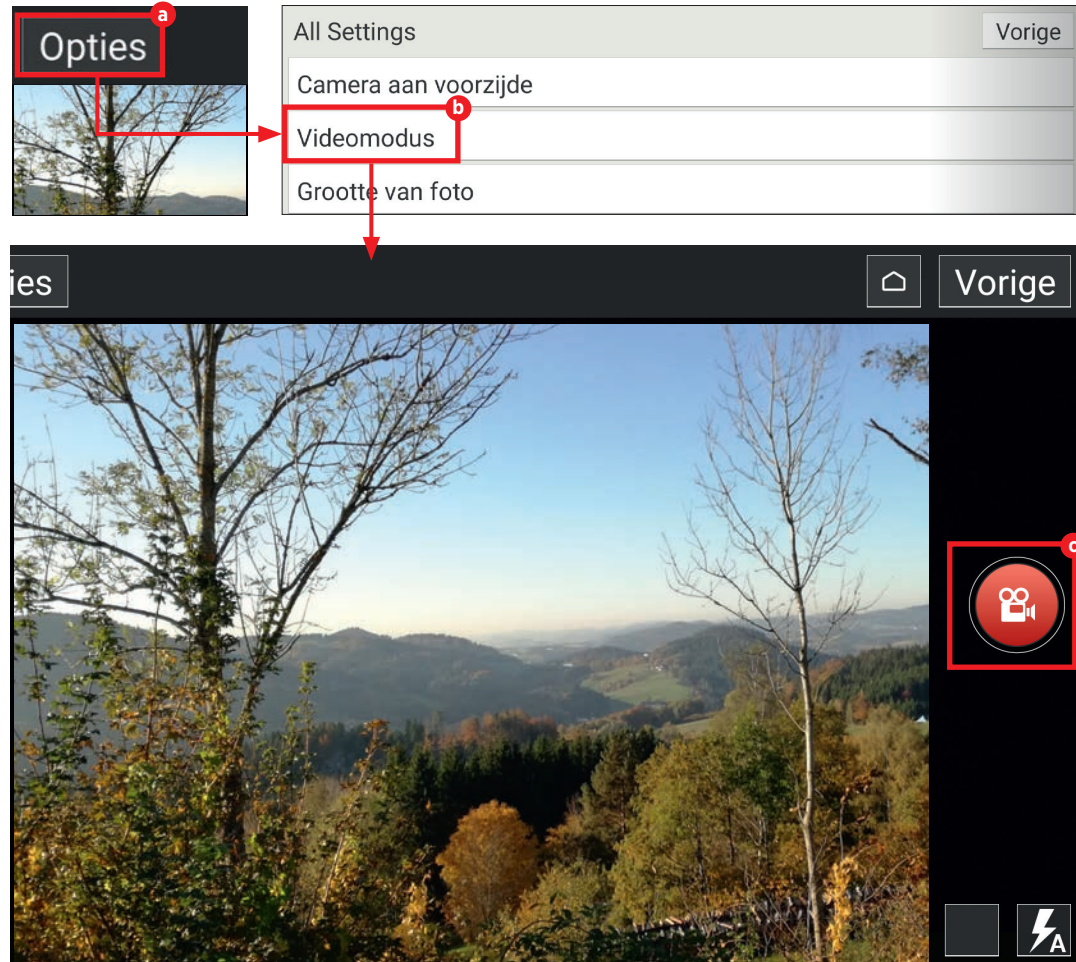 a
Opties
All Settings
Vorige
Camera aan voorzijde
b
Videomodus
Grootte van foto
ies
Vorige
c
A